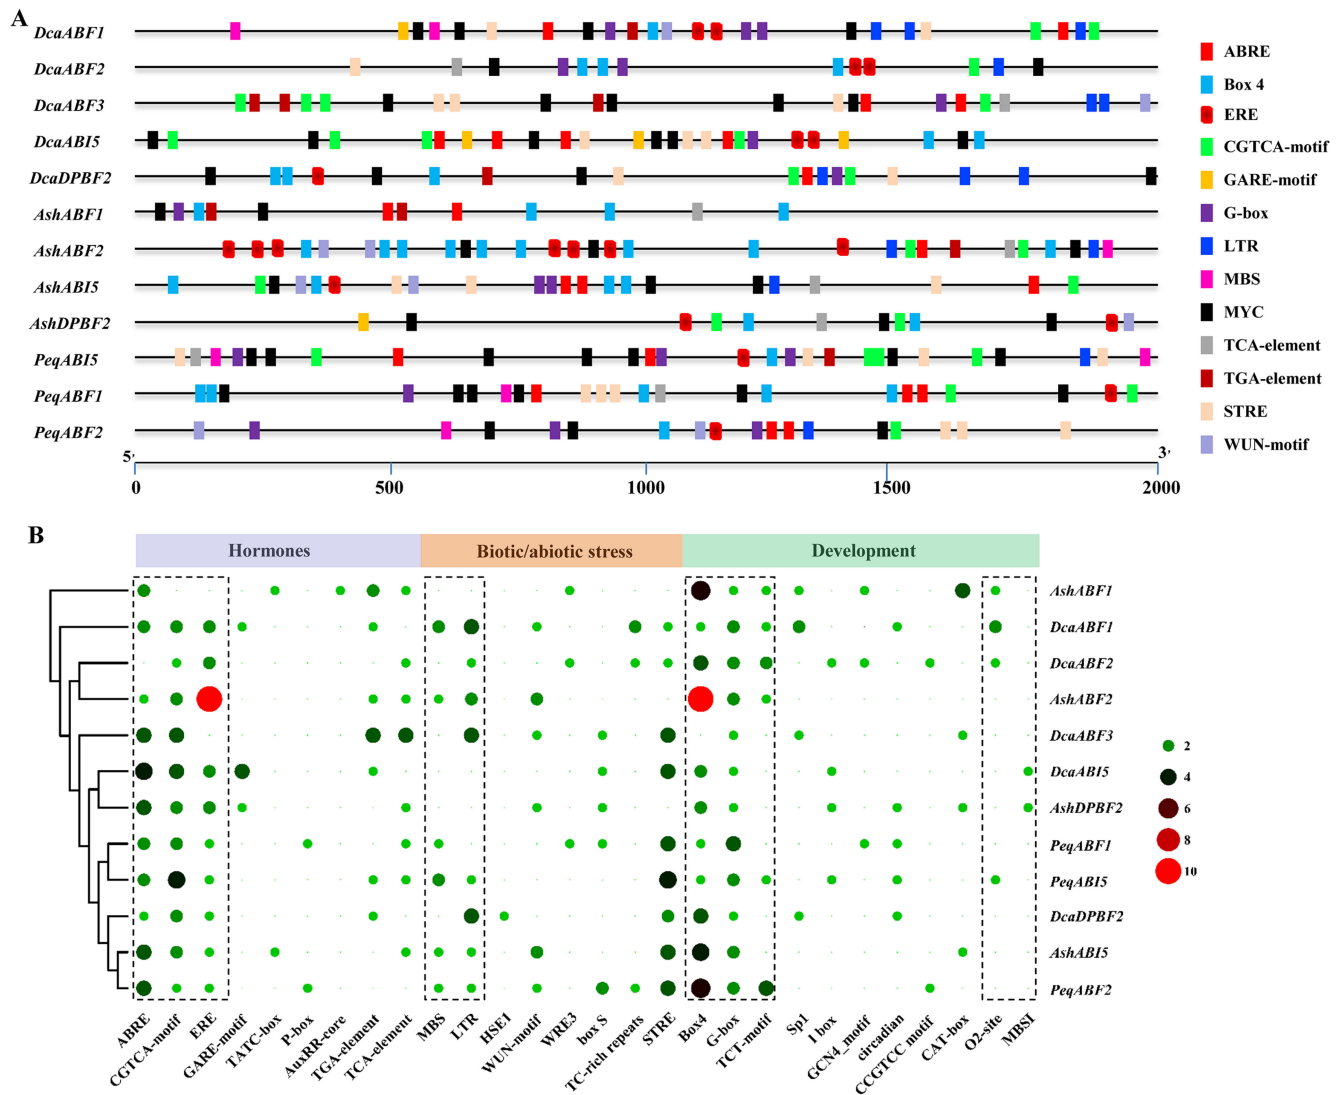 A
DcaABF1
DcaABF2
DcaABF3
DcaABI5
DcaDPBF2
AshABF1
AshABF2
AshABI5
AshDPBF2
PeqABI5
PeqABF1
PeqABF2
5’
3’
0
500
1000
1500
2000
ABRE
Box 4
ERE
CGTCA-motif
GARE-motif
G-box
LTR
MBS
MYC
TCA-element
TGA-element
STRE
WUN-motif
B
Hormones
Biotic/abiotic stress
Development
AshABF1
DcaABF1
DcaABF2
AshABF2
DcaABF3
DcaABI5
AshDPBF2
PeqABF1
PeqABI5
DcaDPBF2
AshABI5
PeqABF2
2
4
6
8
10
ABRE
CGTCA-motif
ERE
GARE-motif
TATC-box
P-box
AuxRR-core
TGA-element
TCA-element
MBS
LTR
HSE1
WUN-motif
WRE3
box S
TC-rich repeats
STRE
Box4
G-box
TCT-motif
Sp1
I box
GCN4_motif
circadian
CCGTCC motif
CAT-box
O2-site
MBSI